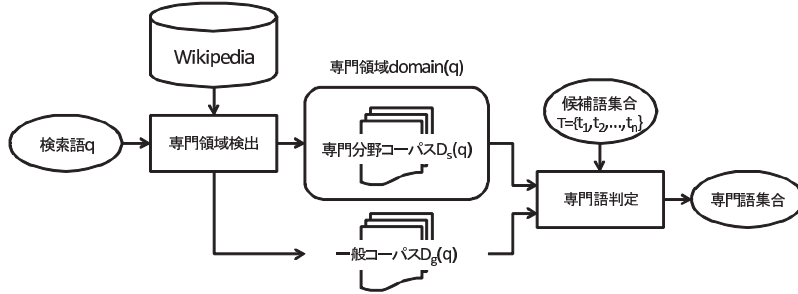 Wikipedia
専門領域domain(q)
検索語q
専門領域検出
専門分野コーパスDs(q)
候補語集合
T={t1,t2,...,tn}
専門語判定
専門語集合
一般コーパスDg(q)